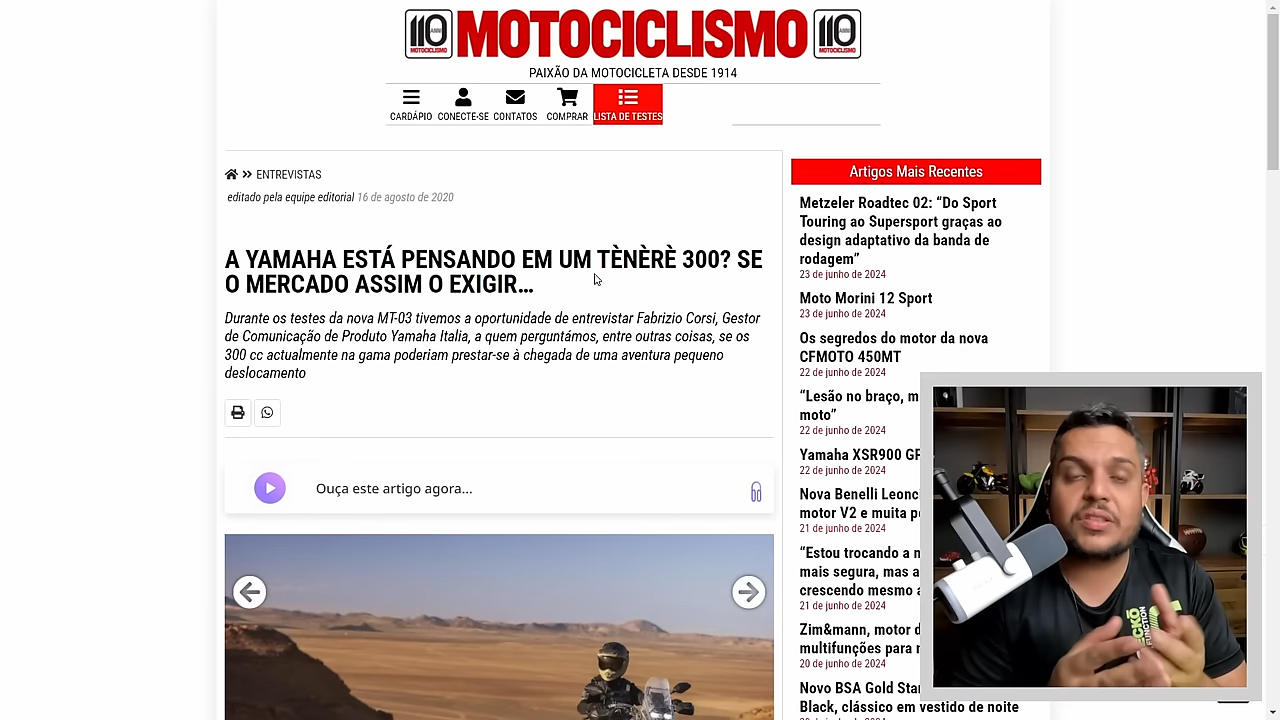 110
ANNI
MOTOCICLISMO
MOTOCICLISMO
110
ANNI
MOTOCICLISMO
PAIXÃO DA MOTOCICLETA DESDE 1914
CARDÁPIO
CONECTE-SE
CONTATOS
COMPRAR
LISTA DE TESTES
ENTREVISTAS
editado pela equipe editorial 16 de agosto de 2020
A YAMAHA ESTÁ PENSANDO EM UM TÈNÈRÈ 300? SE
O MERCADO ASSIM O EXIGIR...
Durante os testes da nova MT-03 tivemos a oportunidade de entrevistar Fabrizio Corsi, Gestor
de Comunicação de Produto Yamaha Italia, a quem perguntámos, entre outras coisas, se os
300 cc actualmente na gama poderiam prestar-se à chegada de uma aventura pequeno
deslocamento
Ouça este artigo agora...
Artigos Mais Recentes
Metzeler Roadtec 02: “Do Sport
Touring ao Supersport graças ao
design adaptativo da banda de
rodagem”
23 de junho de 2024
Moto Morini 12 Sport
23 de junho de 2024
Os segredos do motor da nova
CFMOTO 450MT
22 de junho de 2024
“Lesão no braço, m
moto”
22 de junho de 2024
Yamaha XSR900 GP
22 de junho de 2024
Nova Benelli Leonc
motor V2 e muita p
21 de junho de 2024
“Estou trocando a m
mais segura, mas a
crescendo mesmo a
21 de junho de 2024
Zim&mann, motor d
multifunções para
20 de junho de 2024
Novo BSA Gold Star
Black, clássico em vestido de noite
GECKO
FUNCTION